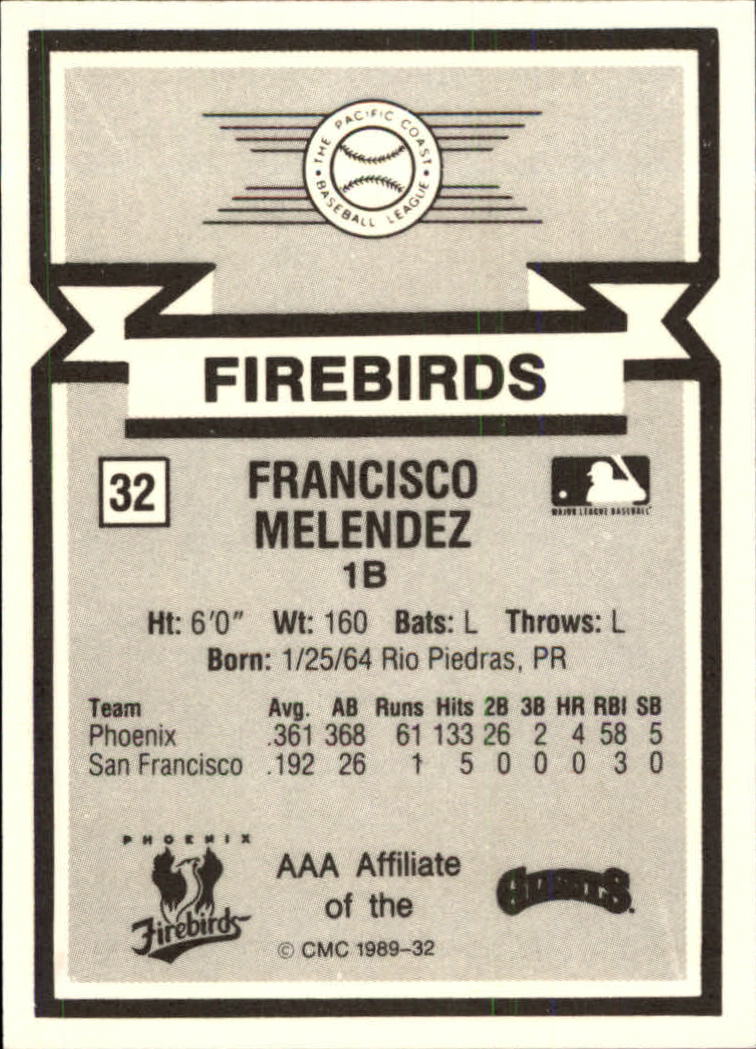 THE PACIFIC COAST
BASEBALL LEAGUE
FIREBIRDS
32
FRANCISCO
MELENDEZ
MAJOR LEAGUE BASEBALL
1B
Ht: 6'0" Wt: 160 Bats: L Throws: L
Born: 1/25/64 Rio Piedras, PR
Team Avg. AB Runs Hits 2B 3B HR RBI SB
Phoenix .361 368 61 133 26 2 4 58 5
San Francisco .192 26 1 5 0 0 0 3 0
PHOENIX
Firebirds
AAA Affiliate
of the
GIANTS
© CMC 1989–32